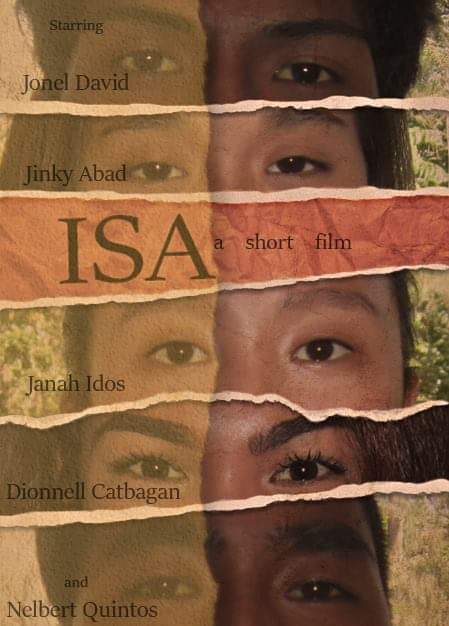 Starring
Jonel David
Jinky Abad
ISA a short film
Janah Idos
Dionnell Catbagan
and
Nelbert Quintos